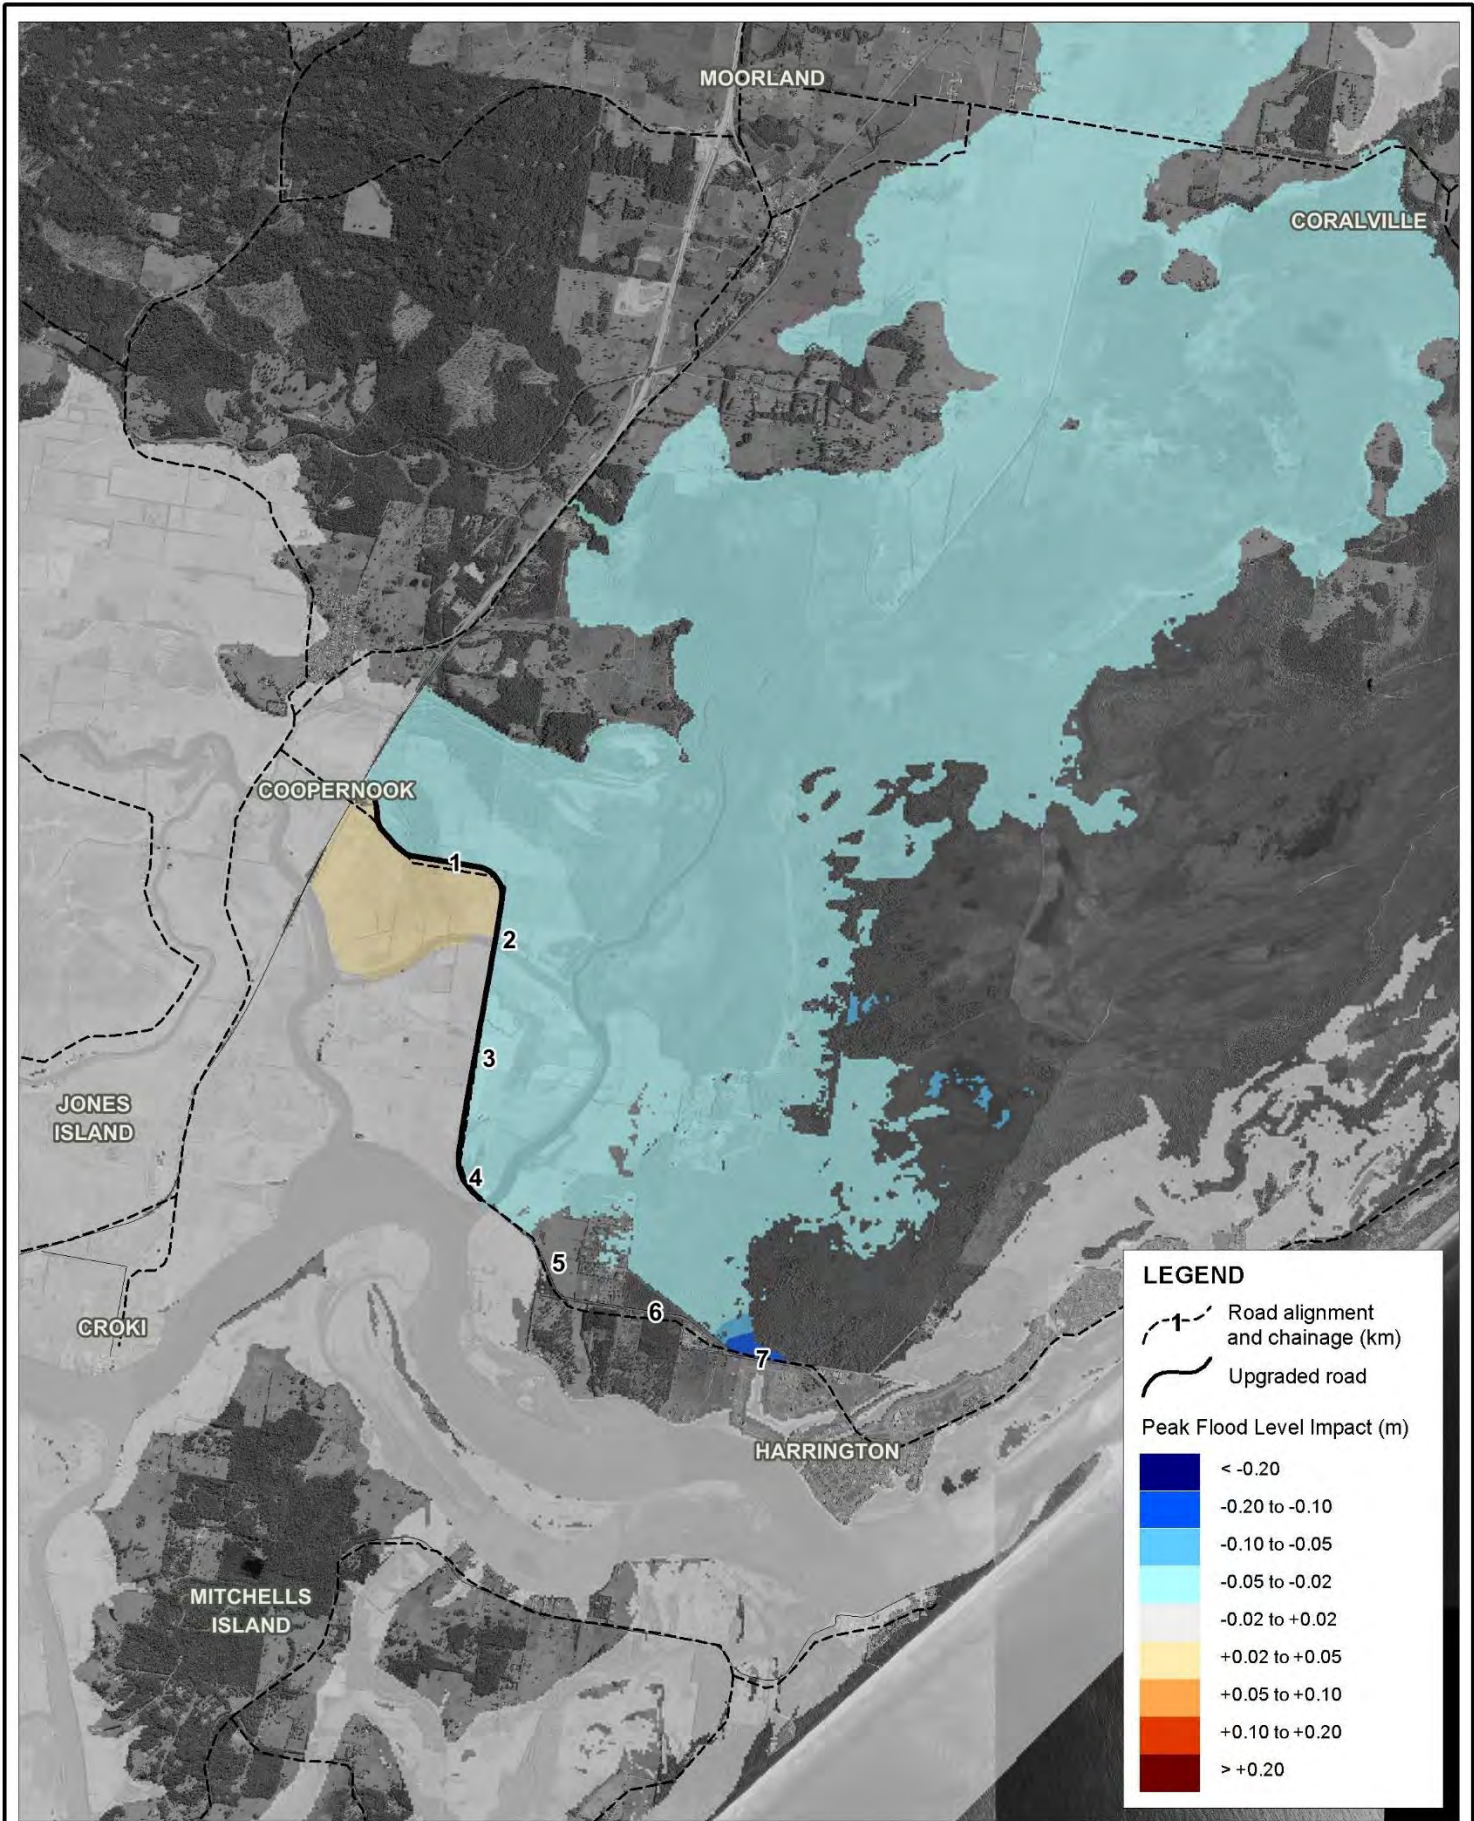 MOORLAND
CORALVILLE
COOPERNOOK
1
2
3
JONES
ISLAND
4
5
6
CROKI
7
HARRINGTON
MITCHELLS
ISLAND
LEGEND
1
Road alignment
and chainage (km)
Upgraded road
Peak Flood Level Impact (m)
< -0.20
-0.20 to -0.10
-0.10 to -0.05
-0.05 to -0.02
-0.02 to +0.02
+0.02 to +0.05
+0.05 to +0.10
+0.10 to +0.20
> +0.20